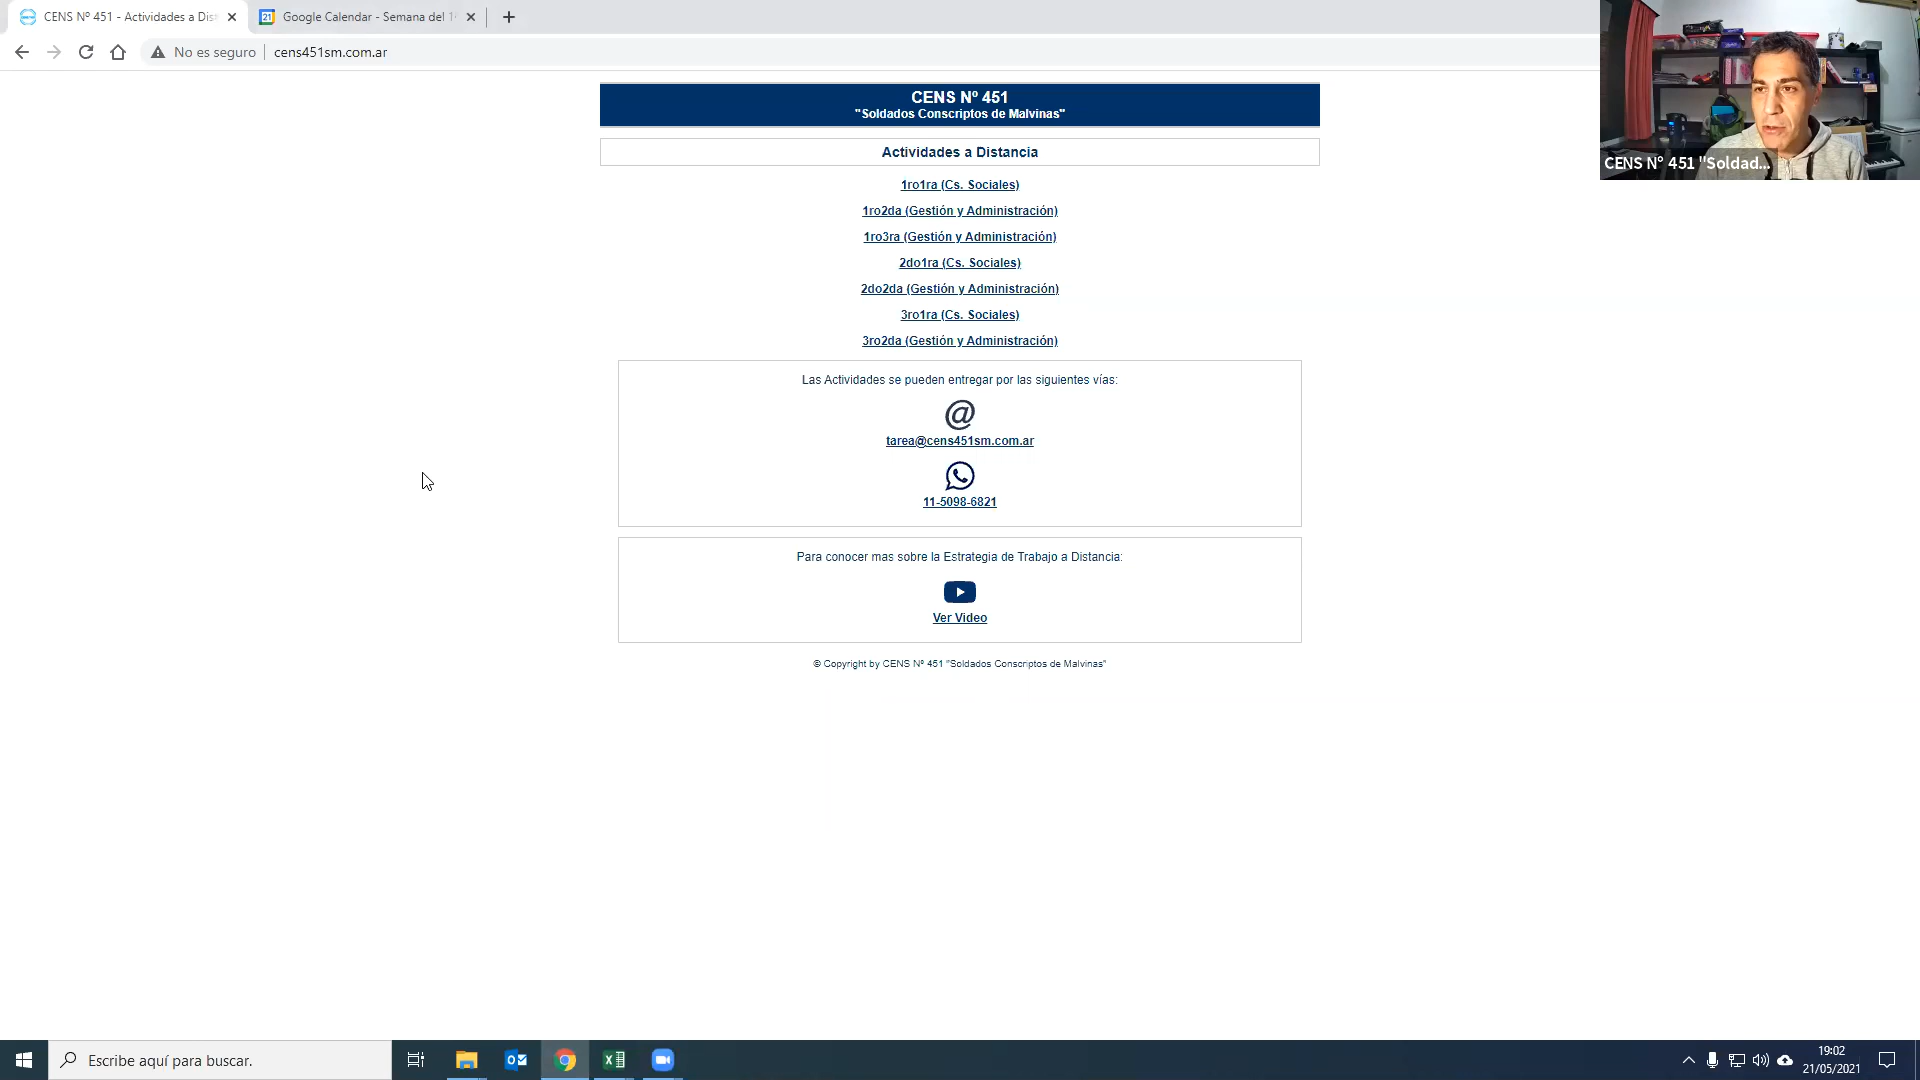 CENS Nº 451 - Actividades a Dis
Google Calendar - Semana del 1
No es seguro
cens451sm.com.ar
CENS Nº 451
"Soldados Conscriptos de Malvinas"
Actividades a Distancia
1ro1ra (Cs. Sociales)
1ro2da (Gestión y Administración)
1ro3ra (Gestión y Administración)
2do1ra (Cs. Sociales)
2do2da (Gestión y Administración)
3ro1ra (Cs. Sociales)
3ro2da (Gestión y Administración)
Las Actividades se pueden entregar por las siguientes vías:
@
tarea@cens451sm.com.ar
11-5098-6821
Para conocer mas sobre la Estrategia de Trabajo a Distancia:
Ver Video
© Copyright by CENS Nº 451 "Soldados Conscriptos de Malvinas"
CENS Nº 451 "Soldad...
Escribe aquí para buscar.
19:02
21/05/2021